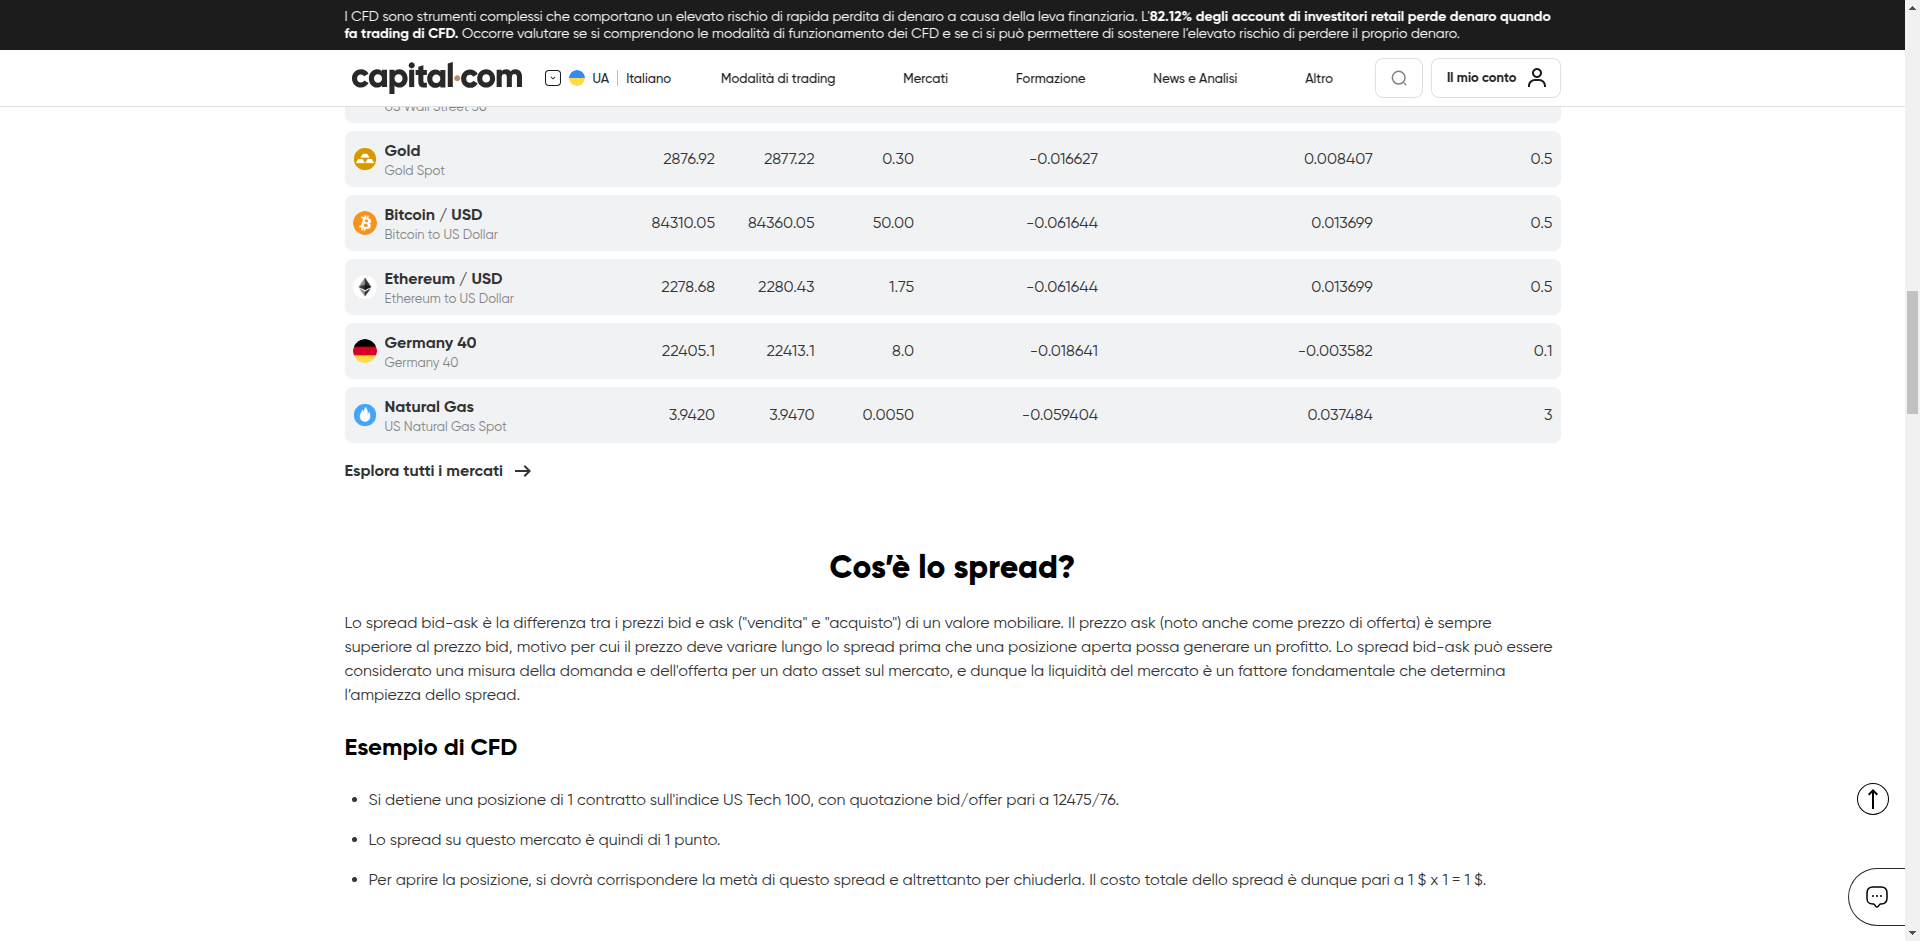 I CFD sono strumenti complessi che comportano un elevato rischio di rapida perdita di denaro a causa della leva finanziaria. L'82.12% degli account di investitori retail perde denaro quando
fa trading di CFD. Occorre valutare se si comprendono le modalità di funzionamento dei CFD e se ci si può permettere di sostenere l'elevato rischio di perdere il proprio denaro.
capital.com UA Italiano Modalità di trading Mercati Formazione News e Analisi Altro Il mio conto
US Wall Street 30
Gold
Gold Spot
2876.92 2877.22 0.30 -0.016627 0.008407 0.5
Bitcoin / USD
Bitcoin to US Dollar
84310.05 84360.05 50.00 -0.061644 0.013699 0.5
Ethereum / USD
Ethereum to US Dollar
2278.68 2280.43 1.75 -0.061644 0.013699 0.5
Germany 40
Germany 40
22405.1 22413.1 8.0 -0.018641 -0.003582 0.1
Natural Gas
US Natural Gas Spot
3.9420 3.9470 0.0050 -0.059404 0.037484 3
Esplora tutti i mercati
Cos'è lo spread?
Lo spread bid-ask è la differenza tra i prezzi bid e ask ("vendita" e "acquisto") di un valore mobiliare. Il prezzo ask (noto anche come prezzo di offerta) è sempre
superiore al prezzo bid, motivo per cui il prezzo deve variare lungo lo spread prima che una posizione aperta possa generare un profitto. Lo spread bid-ask può essere
considerato una misura della domanda e dell'offerta per un dato asset sul mercato, e dunque la liquidità del mercato è un fattore fondamentale che determina
l'ampiezza dello spread.
Esempio di CFD
• Si detiene una posizione di 1 contratto sull'indice US Tech 100, con quotazione bid/offer pari a 12475/76.
• Lo spread su questo mercato è quindi di 1 punto.
• Per aprire la posizione, si dovrà corrispondere la metà di questo spread e altrettanto per chiuderla. Il costo totale dello spread è dunque pari a 1 $ x 1 = 1 $.